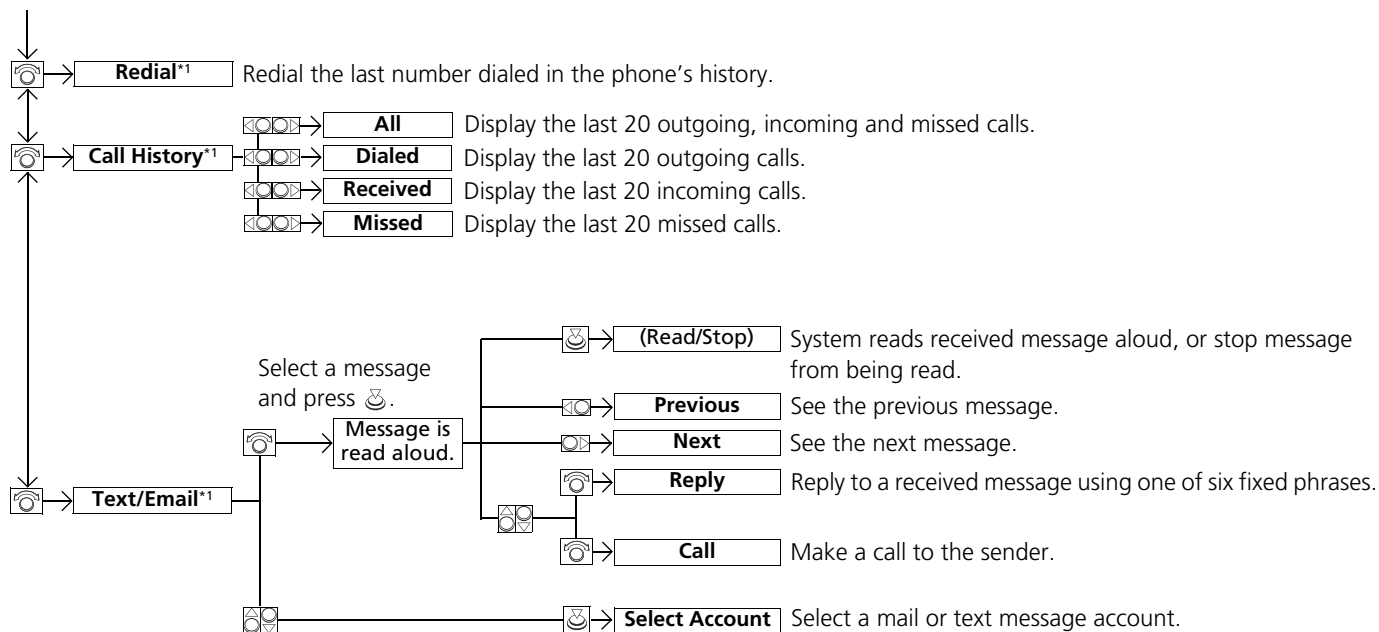 Redial*1 Redial the last number dialed in the phone’s history.
All Display the last 20 outgoing, incoming and missed calls.
Call History*1 Dialed Display the last 20 outgoing calls.
Received Display the last 20 incoming calls.
Missed Display the last 20 missed calls.
(Read/Stop) System reads received message aloud, or stop message
from being read.
Select a message
and press .
Previous See the previous message.
Message is
read aloud.
Next See the next message.
Text/Email*1
Reply Reply to a received message using one of six fixed phrases.
Call Make a call to the sender.
Select Account Select a mail or text message account.